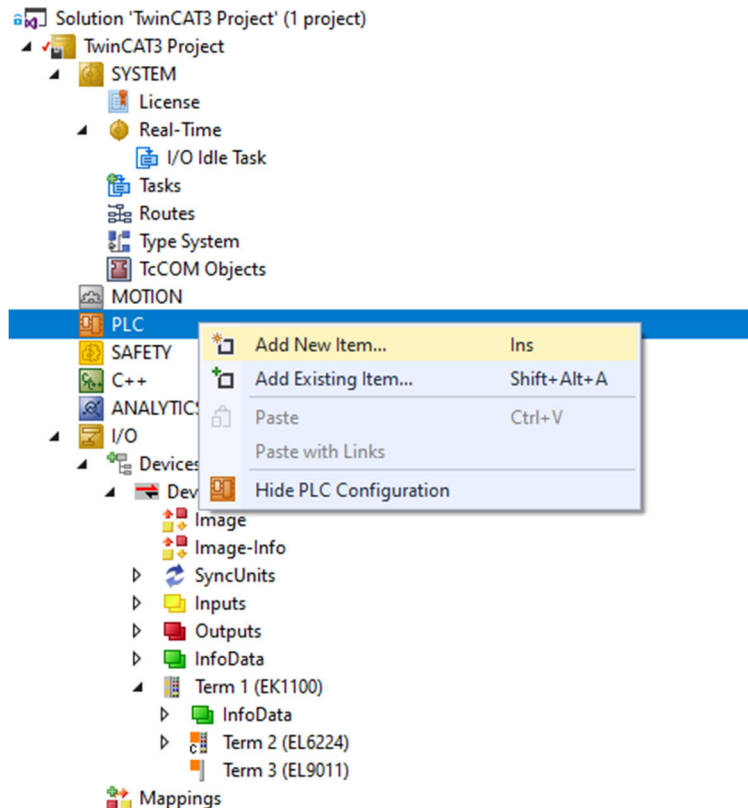 Solution 'TwinCAT3 Project' (1 project)
TwinCAT3 Project
SYSTEM
License
Real-Time
I/O Idle Task
Tasks
Routes
Type System
TcCOM Objects
MOTION
PLC
Add New Item... Ins
SAFETY
C++
Add Existing Item... Shift+Alt+A
ANALYTICS
Paste Ctrl+V
I/O
Paste with Links
Devices
Dev
Hide PLC Configuration
Image
Image-Info
SyncUnits
Inputs
Outputs
InfoData
Term 1 (EK1100)
InfoData
Term 2 (EL6224)
Term 3 (EL9011)
Mappings